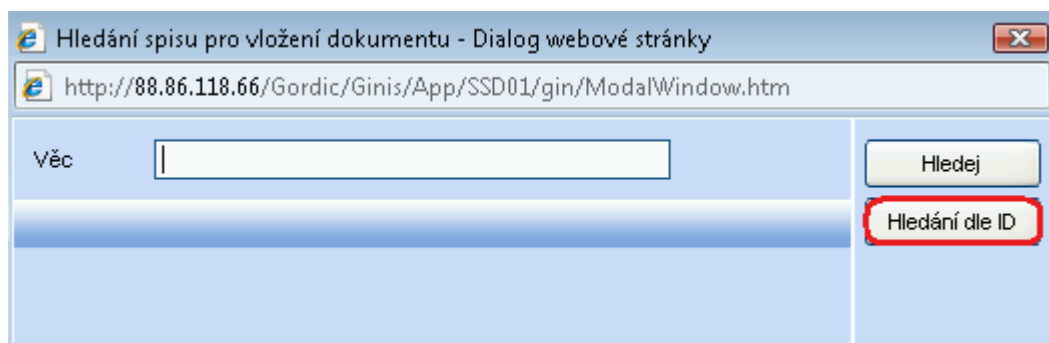 Hledání spisu pro vložení dokumentu - Dialog webové stránky
http://88.86.118.66/Gordic/Ginis/App/SSD01/gin/ModalWindow.htm
Věc
Hledej
Hledání dle ID